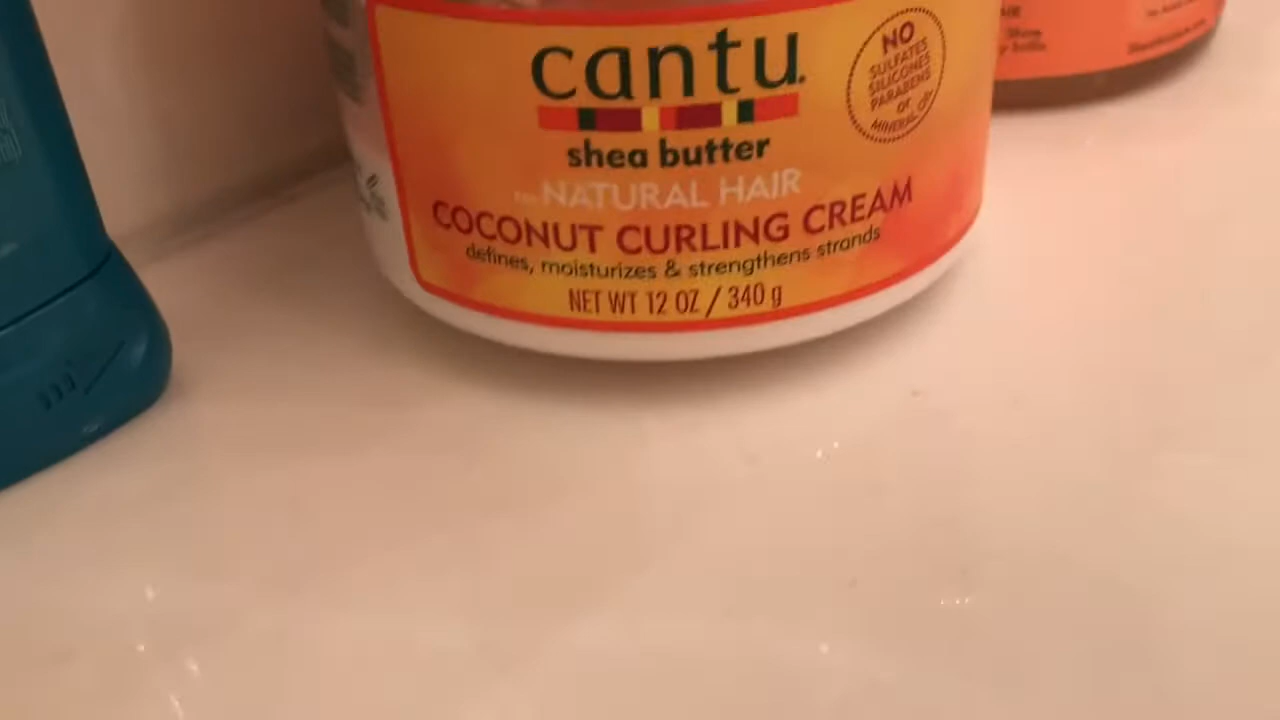 cantu.
shea butter
NATURAL HAIR
COCONUT CURLING CREAM
defines, moisturizes & strengthens strands
NET WT 12 OZ / 340 g
NO
SULFATES
SILICONES
PARABENS
or
MINERAL OIL